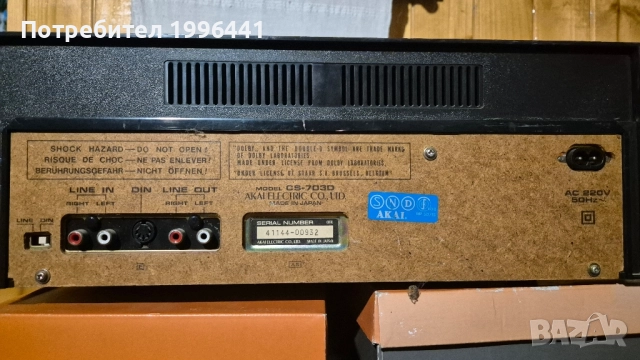 Потребител 1996441
SHOCK HAZARD — DO NOT OPEN!
RISQUE DE CHOC — NE PAS ENLEVER!
BERÜHRUNGSGEFAHR — NICHT ÖFFNEN!
"DOLBY, AND THE DOUBLE-D SYMBOL ARE TRADE MARKS
OF DOLBY LABORATORIES.
MADE UNDER LICENSE FROM DOLBY LABORATORIES.
MODEL CS-703D
AKAI ELECTRIC CO., LTD
MADE IN JAPAN
LINE IN DIN LINE OUT
RIGHT LEFT RIGHT LEFT
LINE DIN
SERIAL NUMBER
41144-00932
AKAI ELECTRIC CO., LTD. MADE IN JAPAN
AKAI
AC 220V
50Hz~
BAZAR